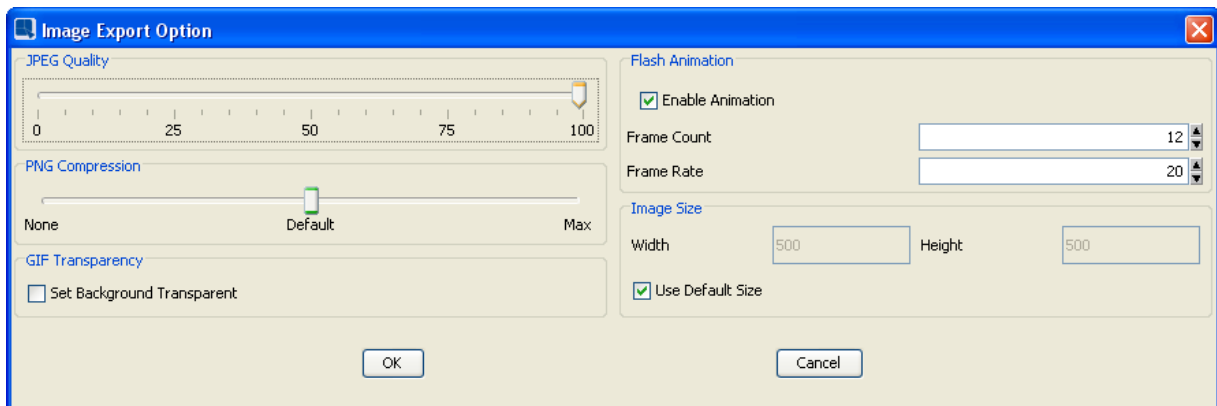 Image Export Option
JPEG Quality
0 25 50 75 100
PNG Compression
None Default Max
GIF Transparency
Set Background Transparent
Flash Animation
Enable Animation
Frame Count 12
Frame Rate 20
Image Size
Width 500 Height 500
Use Default Size
OK Cancel